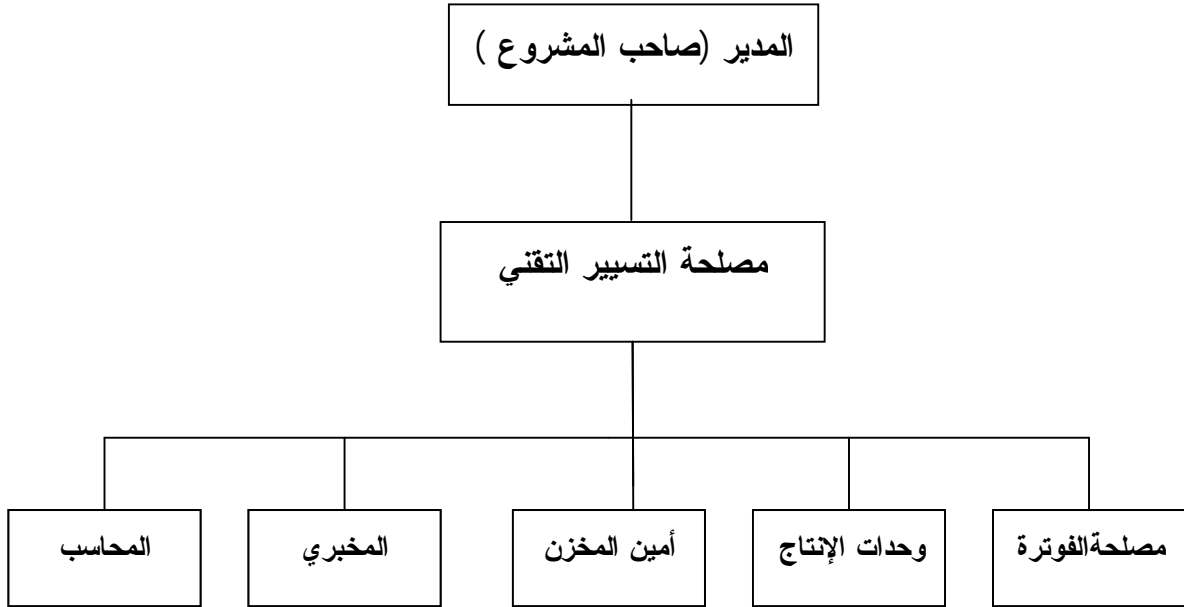 المدير (صاحب المشروع )
مصلحة التسيير التقني
مصلحةالفوترة
وحدات الإنتاج
أمين المخزن
المخبري
المحاسب